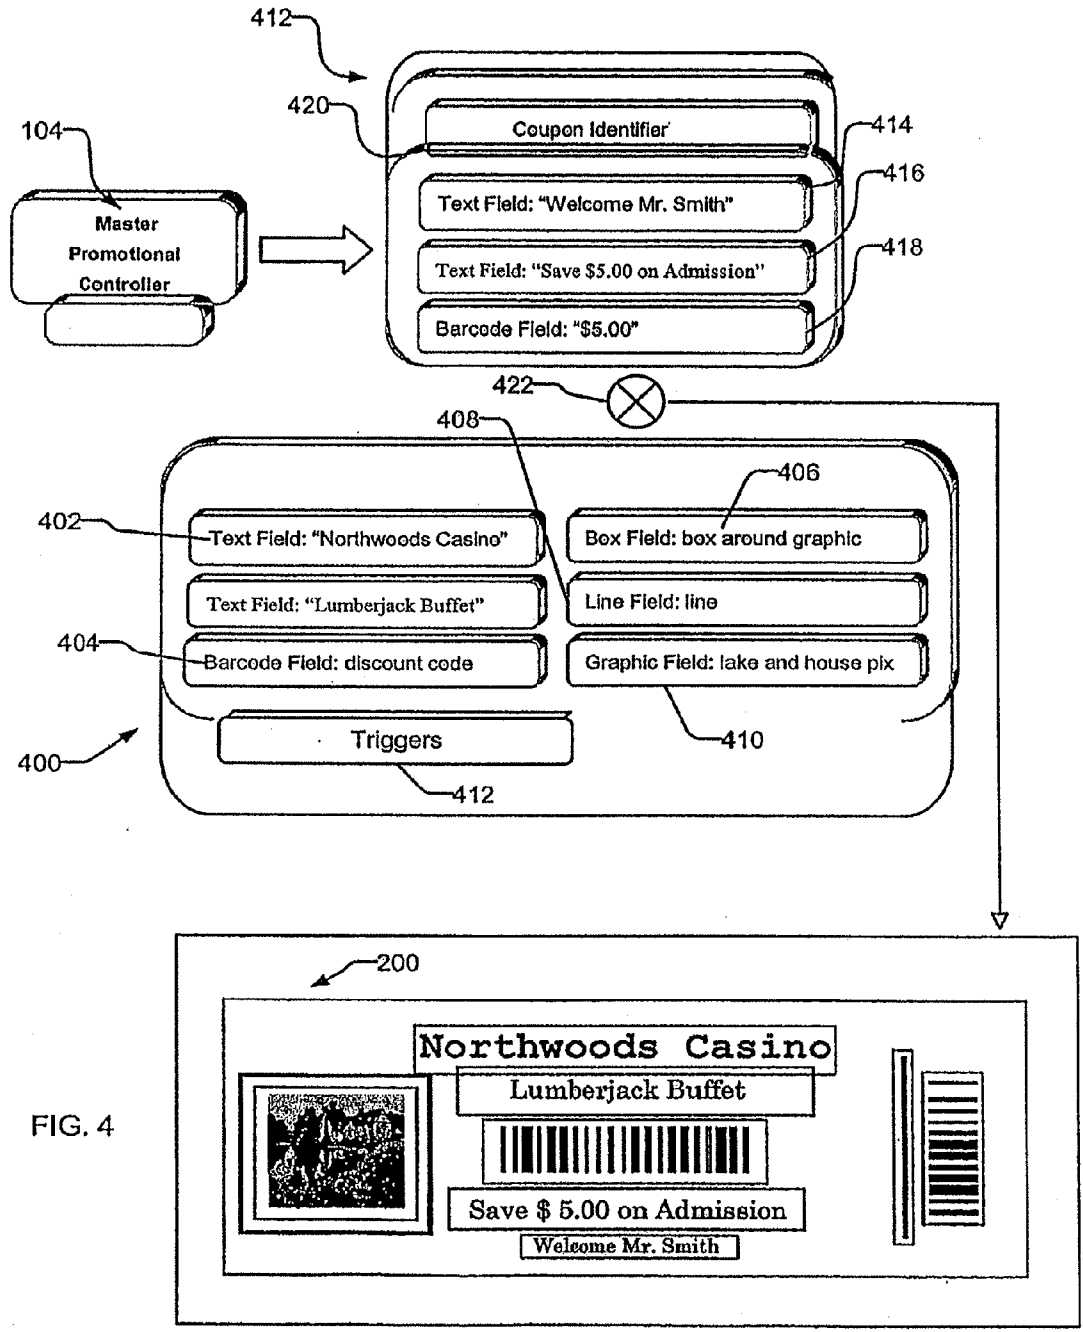 412
420
Coupon Identifier
414
104
416
Master
Promotional
Controller
Text Field: “Welcome Mr. Smith”
418
Text Field: “Save $5.00 on Admission”
Barcode Field: “$5.00”
422
408
406
402
Text Field: “Northwoods Casino”
Box Field: box around graphic
Text Field: “Lumberjack Buffet”
Line Field: line
404
Barcode Field: discount code
Graphic Field: lake and house pix
Triggers
410
400
412
200
Northwoods Casino
Lumberjack Buffet
FIG. 4
Save $ 5.00 on Admission
Welcome Mr. Smith